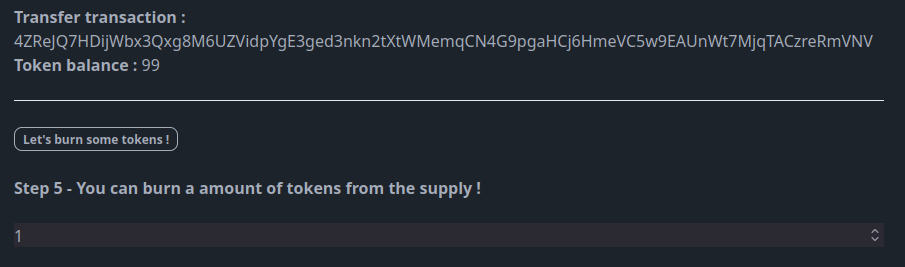 Transfer transaction :
4ZReJQ7HDijWbx3Qxg8M6UZVidpYgE3ged3nkn2tXtWMemqCN4G9pgaHCj6HmeVC5w9EAUnWt7MjqTACzreRmVNV
Token balance : 99
Let's burn some tokens !
Step 5 - You can burn a amount of tokens from the supply !
1